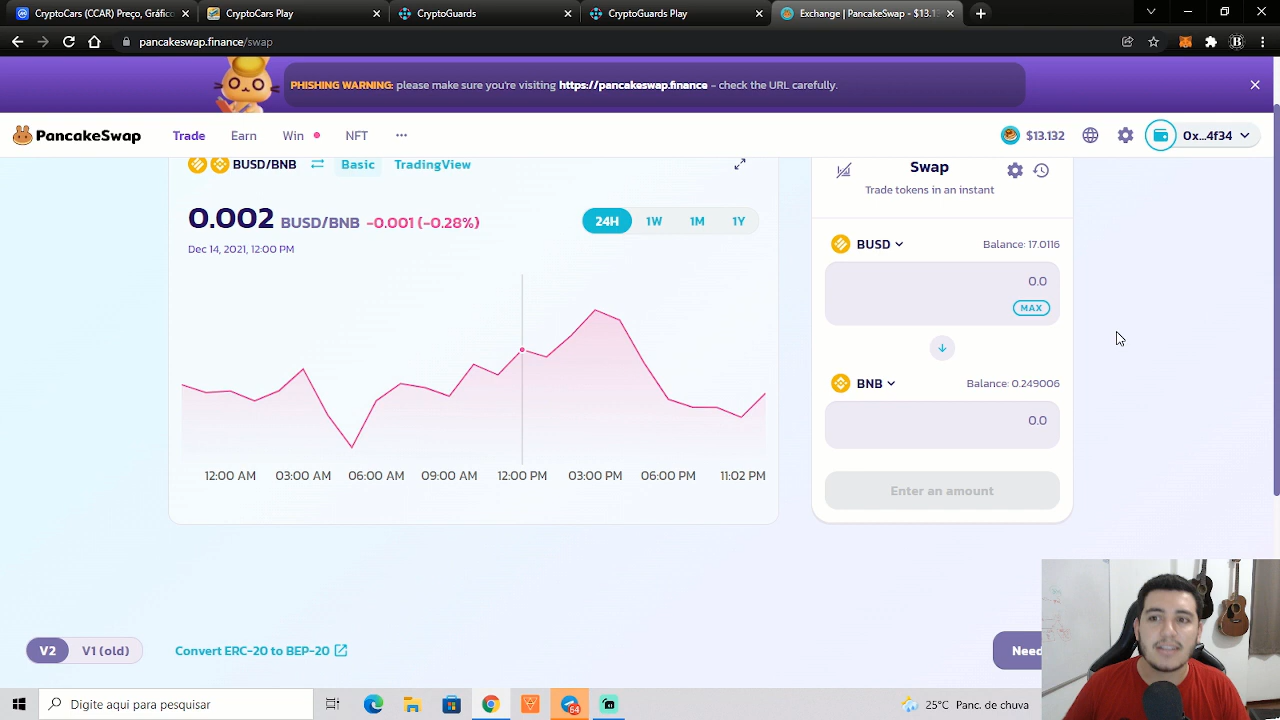 CryptoCars (CCAR) Preço, Gráfico
CryptoCars Play
CryptoGuards
CryptoGuards Play
Exchange | PancakeSwap - $13.1
pancakeswap.finance/swap
PHISHING WARNING: please make sure you're visiting https://pancakeswap.finance - check the URL carefully.
PancakeSwap
Trade
Earn
Win
NFT
$13.132
0x...4f34
BUSD/BNB
Basic
TradingView
0.002 BUSD/BNB -0.001 (-0.28%)
Dec 14, 2021, 12:00 PM
24H
1W
1M
1Y
12:00 AM
03:00 AM
06:00 AM
09:00 AM
12:00 PM
03:00 PM
06:00 PM
11:02 PM
Swap
Trade tokens in an instant
BUSD
Balance: 17.0116
0.0
MAX
BNB
Balance: 0.249006
0.0
Enter an amount
V2
V1 (old)
Convert ERC-20 to BEP-20
Need
Digite aqui para pesquisar
64
25°C Panc. de chuva